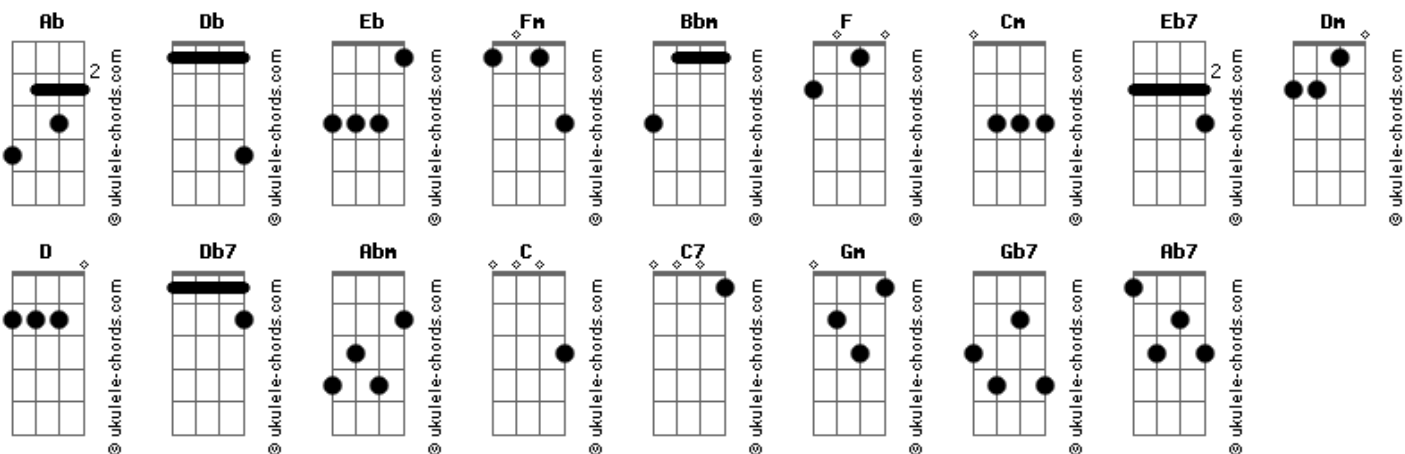 Ab Db Eb Fm Bbm F Cm Eb7 Dm
2 2
© ukulele-chords.com © ukulele-chords.com © ukulele-chords.com © ukulele-chords.com © ukulele-chords.com © ukulele-chords.com © ukulele-chords.com © ukulele-chords.com © ukulele-chords.com
D Db7 Abm C C7 Gm Gb7 Ab7
© ukulele-chords.com © ukulele-chords.com © ukulele-chords.com © ukulele-chords.com © ukulele-chords.com © ukulele-chords.com © ukulele-chords.com © ukulele-chords.com